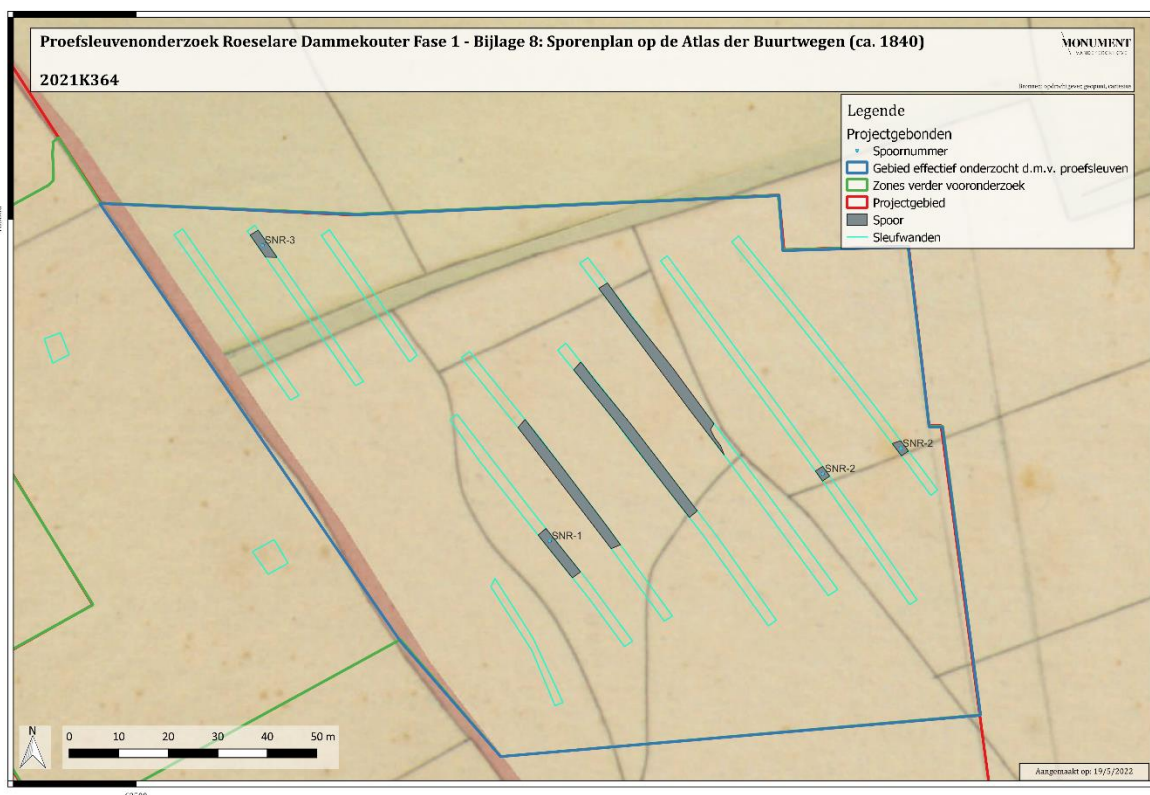 Proefsleuvenonderzoek Roeselare Dammekouter Fase 1 - Bijlage 8: Sporenplan op de Atlas der Buurtwegen (ca. 1840)
2021K364
MONUMENT
Legende
Projectgebonden
Spoornummer
Gebied effectief onderzocht d.m.v. proefsleuven
Zones verder vooronderzoek
Projectgebied
Spoor
Sleufwanden
SNR-3
SNR-2
SNR-2
SNR-1
N
0 10 20 30 40 50 m
Aangemaakt op: 19/5/2022